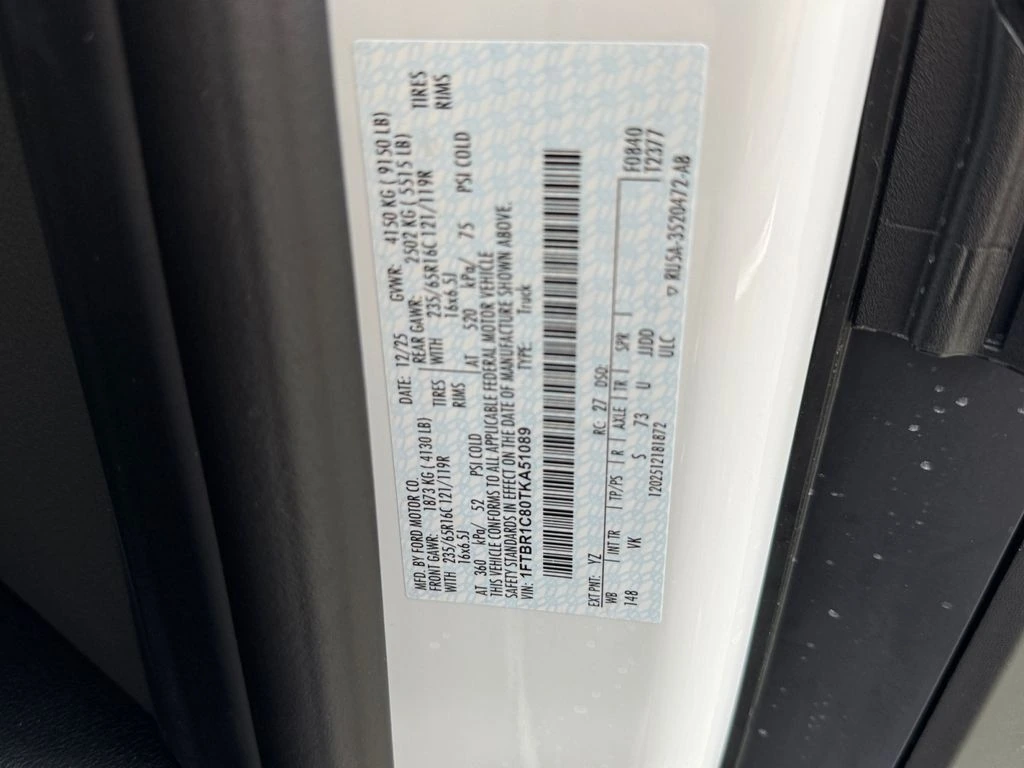 MFD. BY FORD MOTOR CO.
DATE: 12/25 GVWR: 4150 KG ( 9150 LB)
FRONT GAWR: 1873 KG ( 4130 LB) REAR GAWR: 2502 KG ( 5515 LB)
WITH 235/65R16C 121/119R TIRES WITH 235/65R16C 121/119R TIRES
16x6.5J RIMS 16x6.5J RIMS
AT 360 kPa/ 52 PSI COLD AT 520 kPa/ 75 PSI COLD
THIS VEHICLE CONFORMS TO ALL APPLICABLE FEDERAL MOTOR VEHICLE
SAFETY STANDARDS IN EFFECT ON THE DATE OF MANUFACTURE SHOWN ABOVE.
VIN: 1FTBR1C80TKA51089 TYPE: Truck
EXT PNT: YZ RC: 27 DSO: F0840
WB INT TR TP/PS R AXLE TR SPR T2377
148 VK S 73 U JJDD
1202512181872 ULC
RU5A-3520472-AB